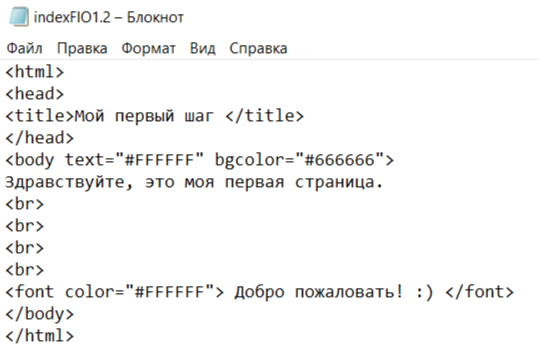 indexFIO1.2 – Блокнот
Файл Правка Формат Вид Справка
<html>
<head>
<title>Мой первый шаг </title>
</head>
<body text="#FFFFFF" bgcolor="#666666">
Здравствуйте, это моя первая страница.
<br>
<br>
<br>
<br>
<font color="#FFFFFF"> Добро пожаловать! :) </font>
</body>
</html>